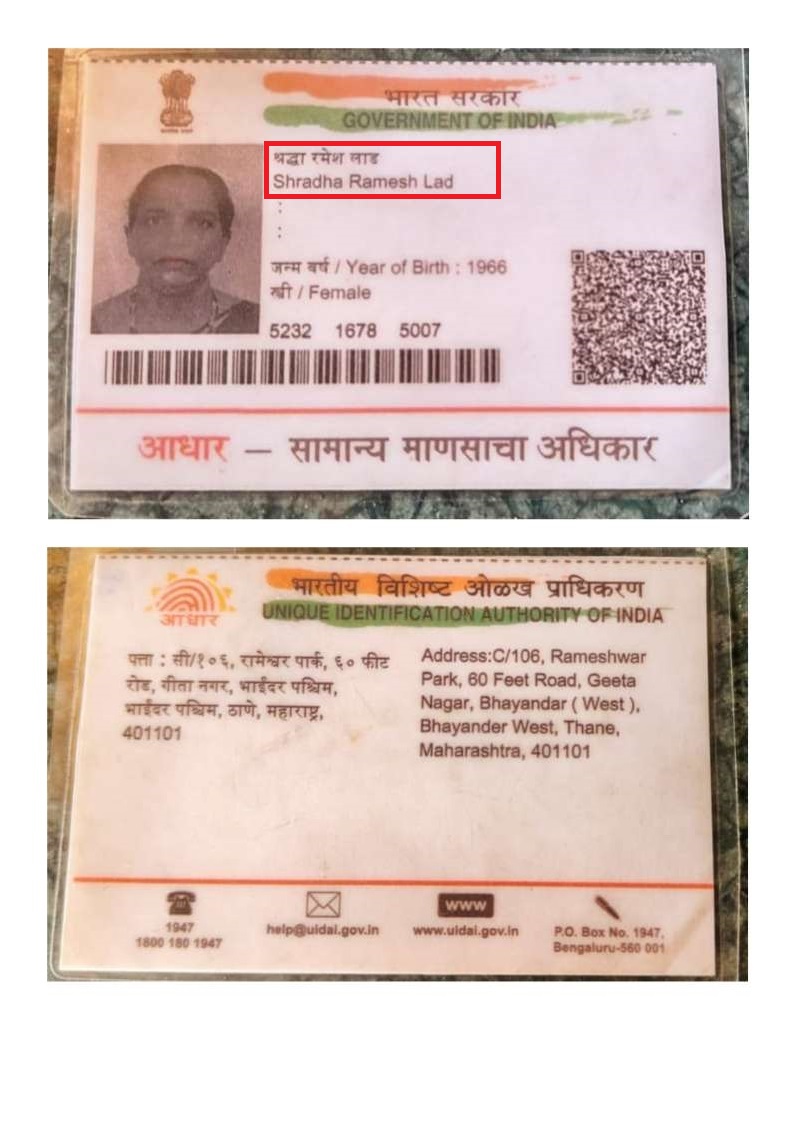 भारत सरकार
GOVERNMENT OF INDIA
श्रद्धा रमेश लाड
Shradha Ramesh Lad
:
:
जन्म वर्ष / Year of Birth : 1966
स्त्री / Female
5232 1678 5007
आधार — सामान्य माणसाचा अधिकार
आधार
भारतीय विशिष्ट ओळख प्राधिकरण
UNIQUE IDENTIFICATION AUTHORITY OF INDIA
पत्ता : सी/१०६, रामेश्वर पार्क, ६० फीट
रोड, गीता नगर, भाईंदर पश्चिम,
भाईंदर पश्चिम, ठाणे, महाराष्ट्र,
401101
Address:C/106, Rameshwar
Park, 60 Feet Road, Geeta
Nagar, Bhayandar ( West ),
Bhayander West, Thane,
Maharashtra, 401101
1947
1800 180 1947
help@uidai.gov.in
www
www.uidai.gov.in
P.O. Box No. 1947,
Bengaluru-560 001